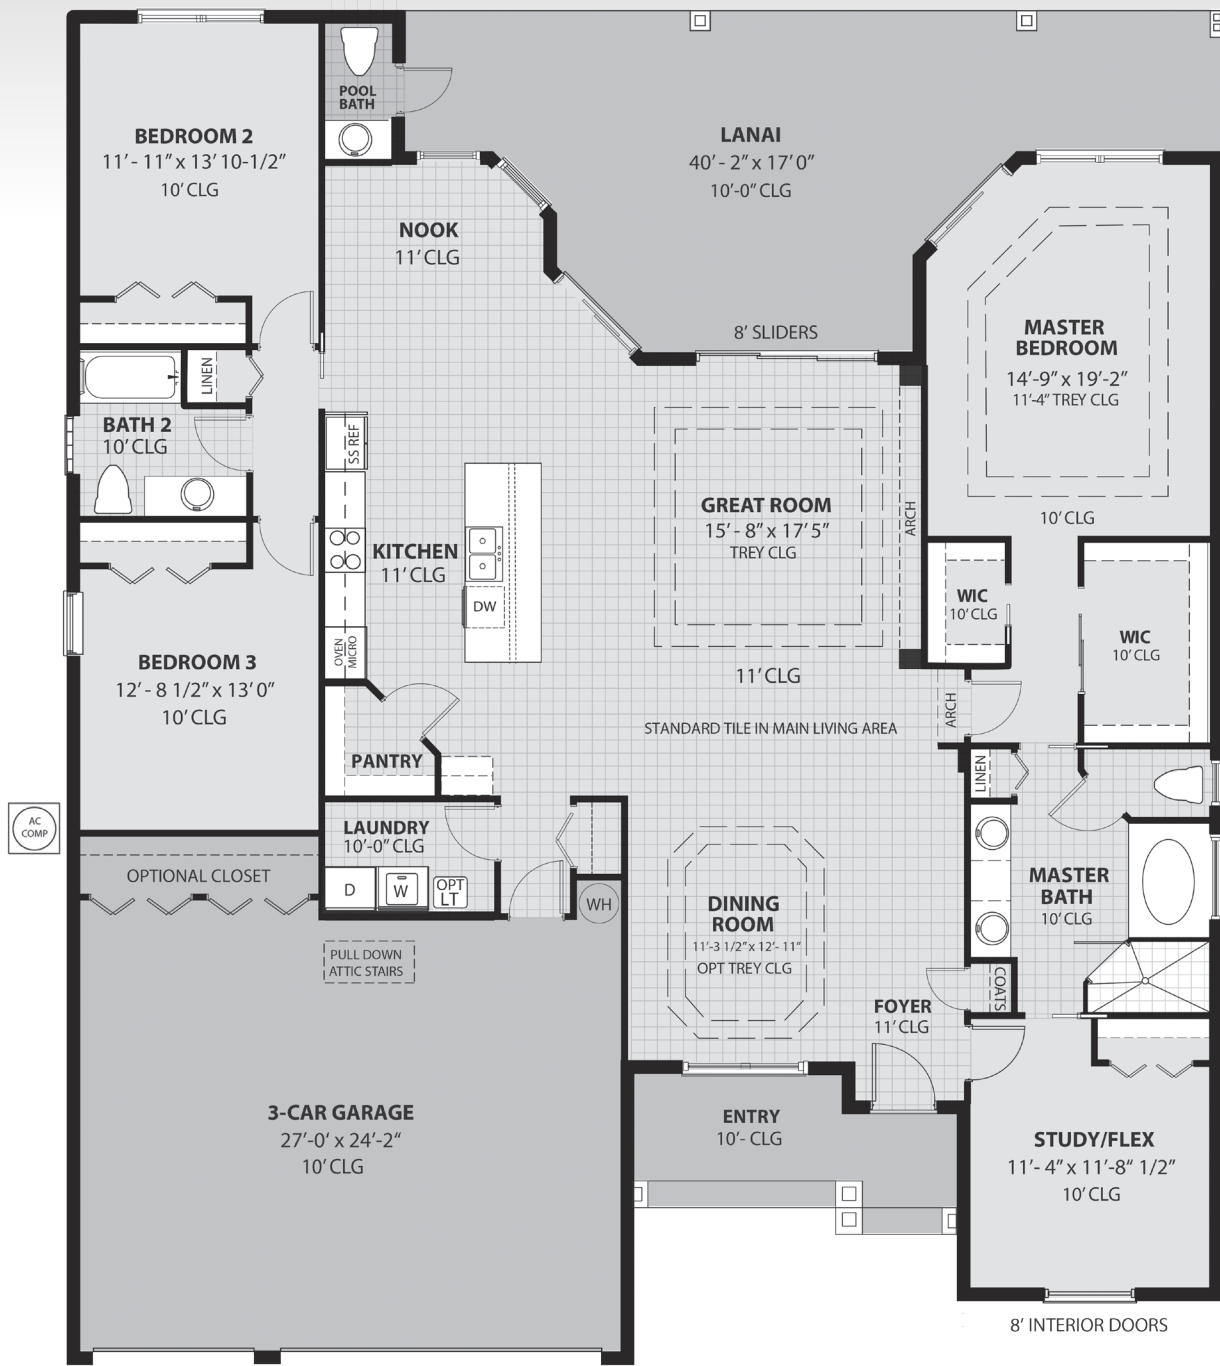 POOL
BATH
BEDROOM 2
11' - 11" x 13' 10-1/2"
10' CLG
LANAI
40' - 2" x 17' 0"
10'-0" CLG
NOOK
11' CLG
8' SLIDERS
MASTER
BEDROOM
14'-9" x 19'-2"
11'-4" TREY CLG
10' CLG
LINEN
BATH 2
10' CLG
SS REF
KITCHEN
11' CLG
DW
OVEN
MICRO
GREAT ROOM
15' - 8" x 17' 5"
TREY CLG
ARCH
11' CLG
WIC
10' CLG
WIC
10' CLG
BEDROOM 3
12' - 8 1/2" x 13' 0"
10' CLG
ARCH
STANDARD TILE IN MAIN LIVING AREA
PANTRY
LINEN
AC
COMP
LAUNDRY
10'-0" CLG
D
W
OPT
LT
OPTIONAL CLOSET
WH
PULL DOWN
ATTIC STAIRS
DINING
ROOM
11'-3 1/2" x 12'- 11"
OPT TREY CLG
MASTER
BATH
10' CLG
COATS
FOYER
11' CLG
3-CAR GARAGE
27'-0' x 24'-2"
10' CLG
ENTRY
10'- CLG
STUDY/FLEX
11'- 4" x 11'-8" 1/2"
10' CLG
8' INTERIOR DOORS